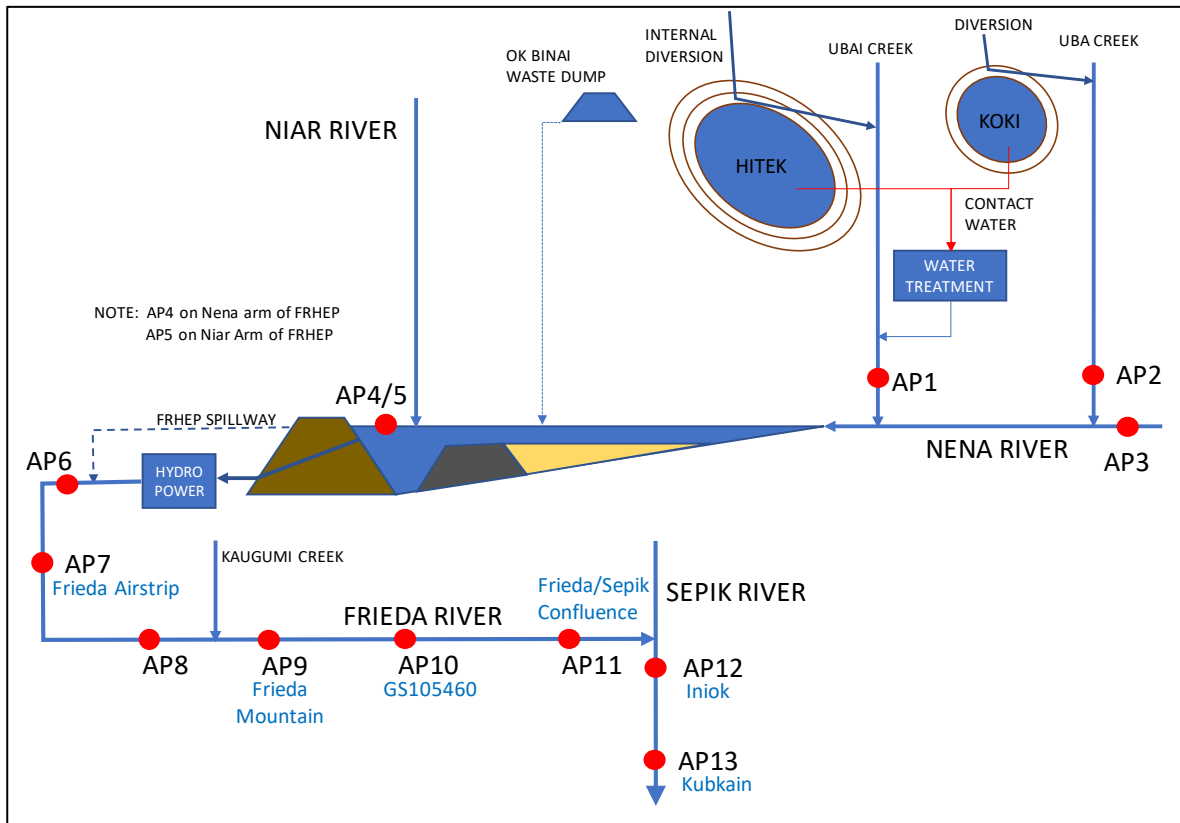 INTERNAL
DIVERSION
UBAI CREEK
DIVERSION
UBA CREEK
OK BINAI
WASTE DUMP
NIAR RIVER
HITEK
KOKI
CONTACT
WATER
WATER
TREATMENT
NOTE: AP4 on Nena arm of FRHEP
AP5 on Niar Arm of FRHEP
AP4/5
AP1
AP2
FRHEP SPILLWAY
NENA RIVER
AP3
AP6
HYDRO
POWER
AP7
Frieda Airstrip
KAUGUMI CREEK
FRIEDA RIVER
Frieda/Sepik
Confluence
SEPIK RIVER
AP8
AP9
Frieda
Mountain
AP10
GS105460
AP11
AP12
Iniok
AP13
Kubkain